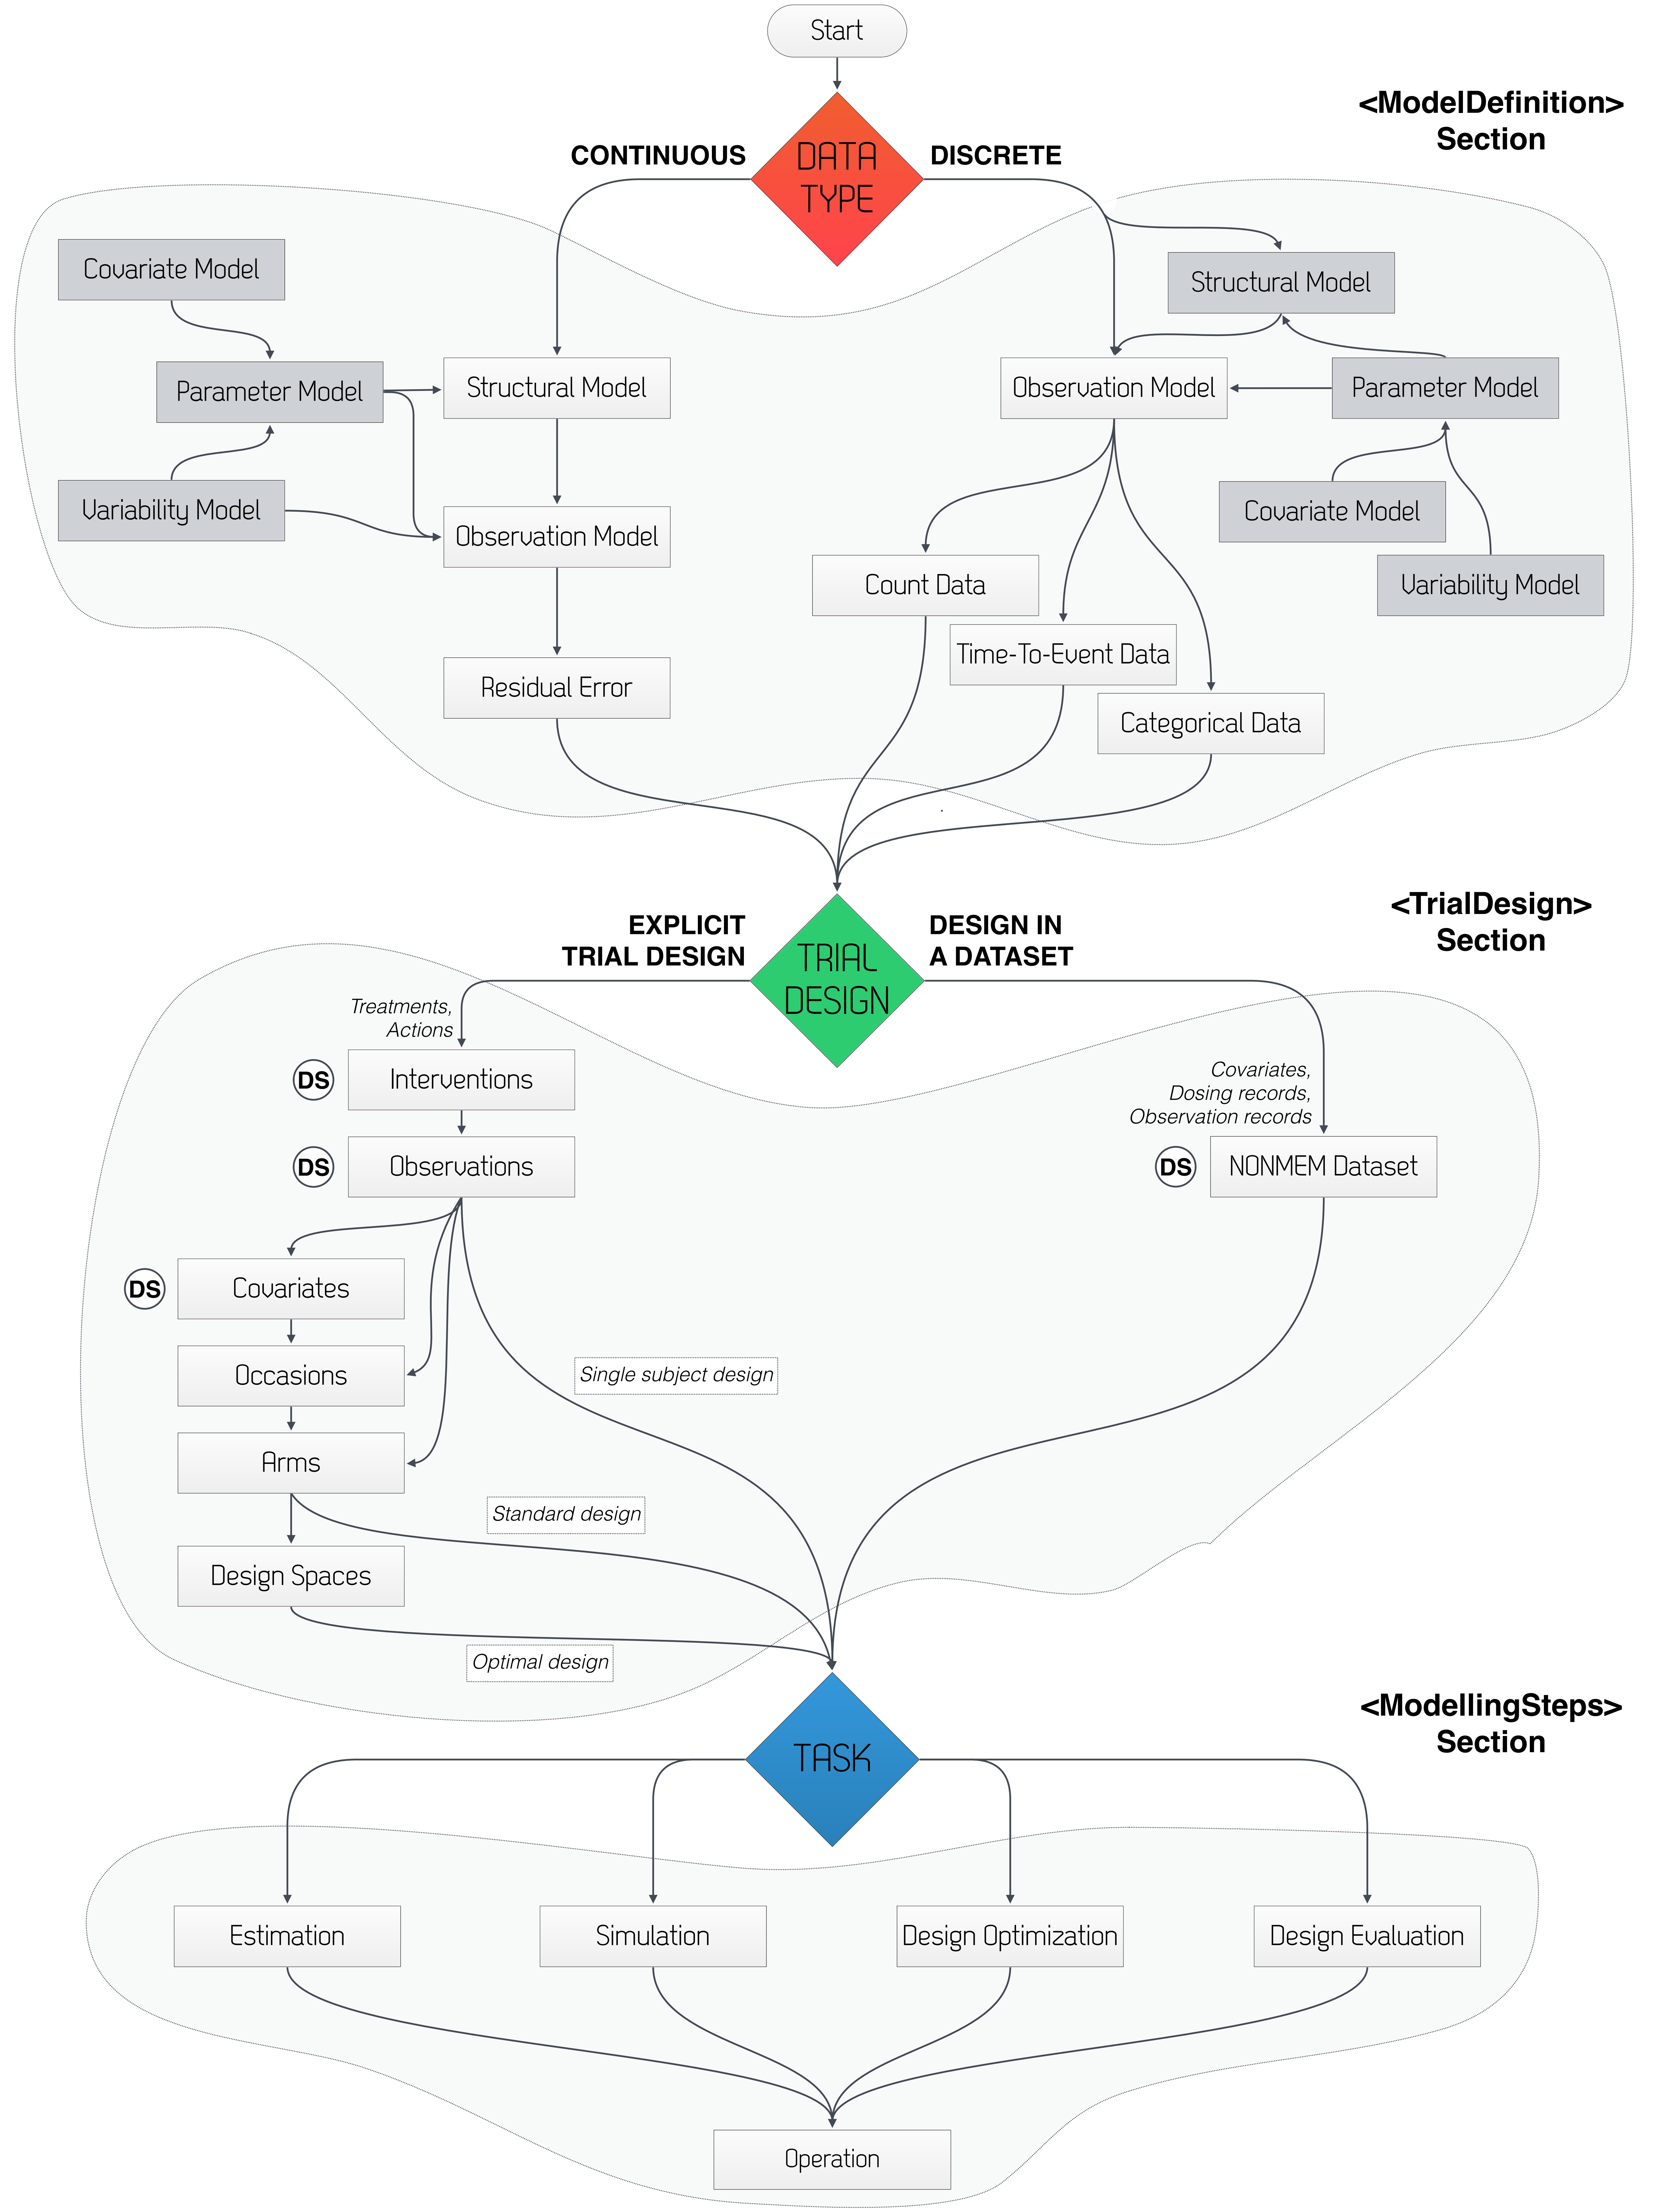 Start
<ModelDefinition>
Section
CONTINUOUS
DATA
TYPE
DISCRETE
Covariate Model
Structural Model
Parameter Model
Structural Model
Observation Model
Parameter Model
Variability Model
Observation Model
Covariate Model
Count Data
Variability Model
Time-To-Event Data
Residual Error
Categorical Data
<TrialDesign>
Section
EXPLICIT
TRIAL DESIGN
TRIAL
DESIGN
DESIGN IN
A DATASET
Treatments,
Actions
DS
Interventions
Covariates,
Dosing records,
Observation records
DS
Observations
DS
NONMEM Dataset
DS
Covariates
Occasions
Single subject design
Arms
Standard design
Design Spaces
Optimal design
<ModellingSteps>
Section
TASK
Estimation
Simulation
Design Optimization
Design Evaluation
Operation